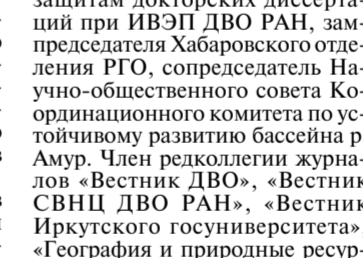 защитам докторских диссерта-
ций при ИВЭП ДВО РАН, зам-
председателя Хабаровского отде-
ления РГО, сопредседатель На-
учно-общественного совета Ко-
ординационного комитета по ус-
тойчивому развитию бассейна р
Амур. Член редколлегии журна-
лов «Вестник ДВО», «Вестник
СВНЦ ДВО РАН», «Вестник
Иркутского госуниверситета»
«География и природные ресур-